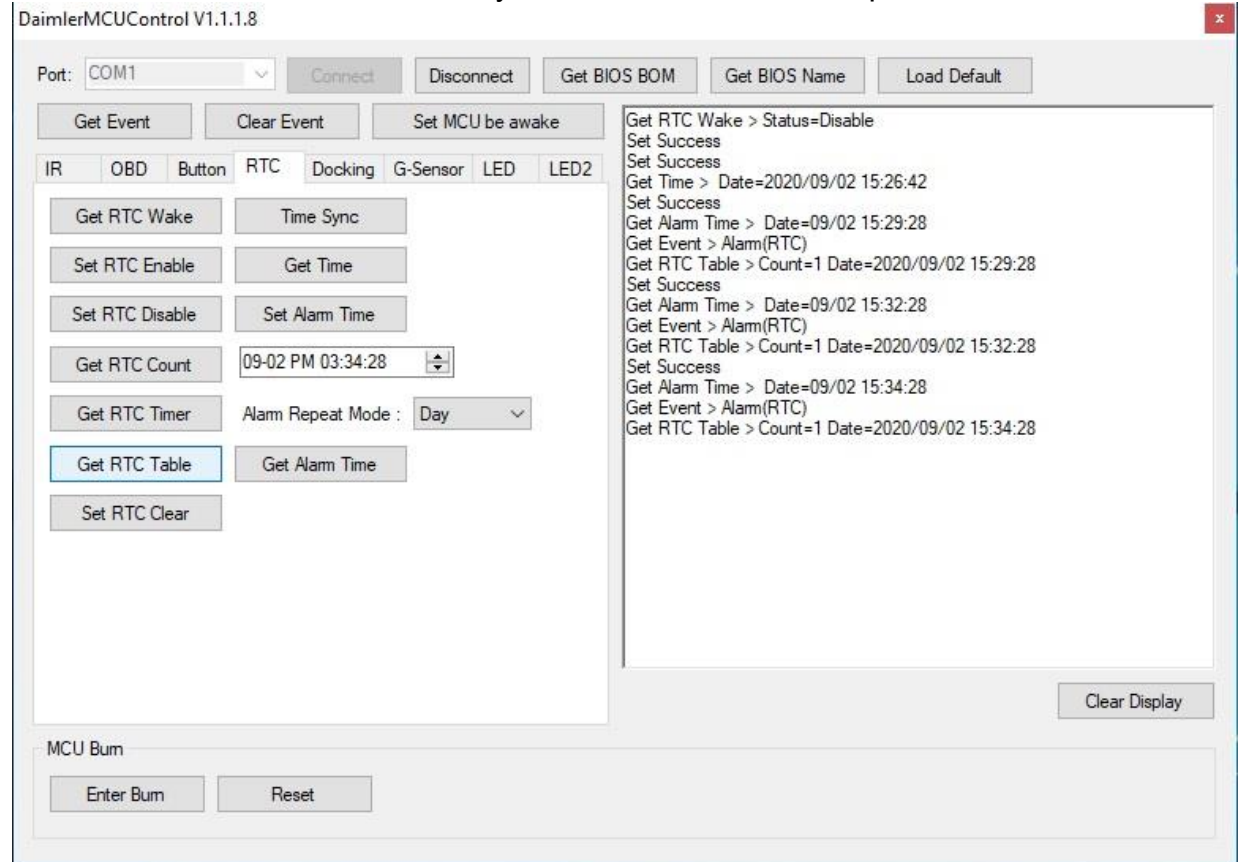 DaimlerMCUControl V1.1.1.8
x
Port: COM1 Connect Disconnect Get BIOS BOM Get BIOS Name Load Default
Get Event Clear Event Set MCU be awake
IR OBD Button RTC Docking G-Sensor LED LED2
Get RTC Wake Time Sync
Set RTC Enable Get Time
Set RTC Disable Set Alarm Time
Get RTC Count 09-02 PM 03:34:28
Get RTC Timer Alarm Repeat Mode : Day
Get RTC Table Get Alarm Time
Set RTC Clear
Get RTC Wake > Status=Disable
Set Success
Set Success
Get Time > Date=2020/09/02 15:26:42
Set Success
Get Alarm Time > Date=09/02 15:29:28
Get Event > Alarm(RTC)
Get RTC Table > Count=1 Date=2020/09/02 15:29:28
Set Success
Get Alarm Time > Date=09/02 15:32:28
Get Event > Alarm(RTC)
Get RTC Table > Count=1 Date=2020/09/02 15:32:28
Set Success
Get Alarm Time > Date=09/02 15:34:28
Get Event > Alarm(RTC)
Get RTC Table > Count=1 Date=2020/09/02 15:34:28
Clear Display
MCU Burn
Enter Burn Reset